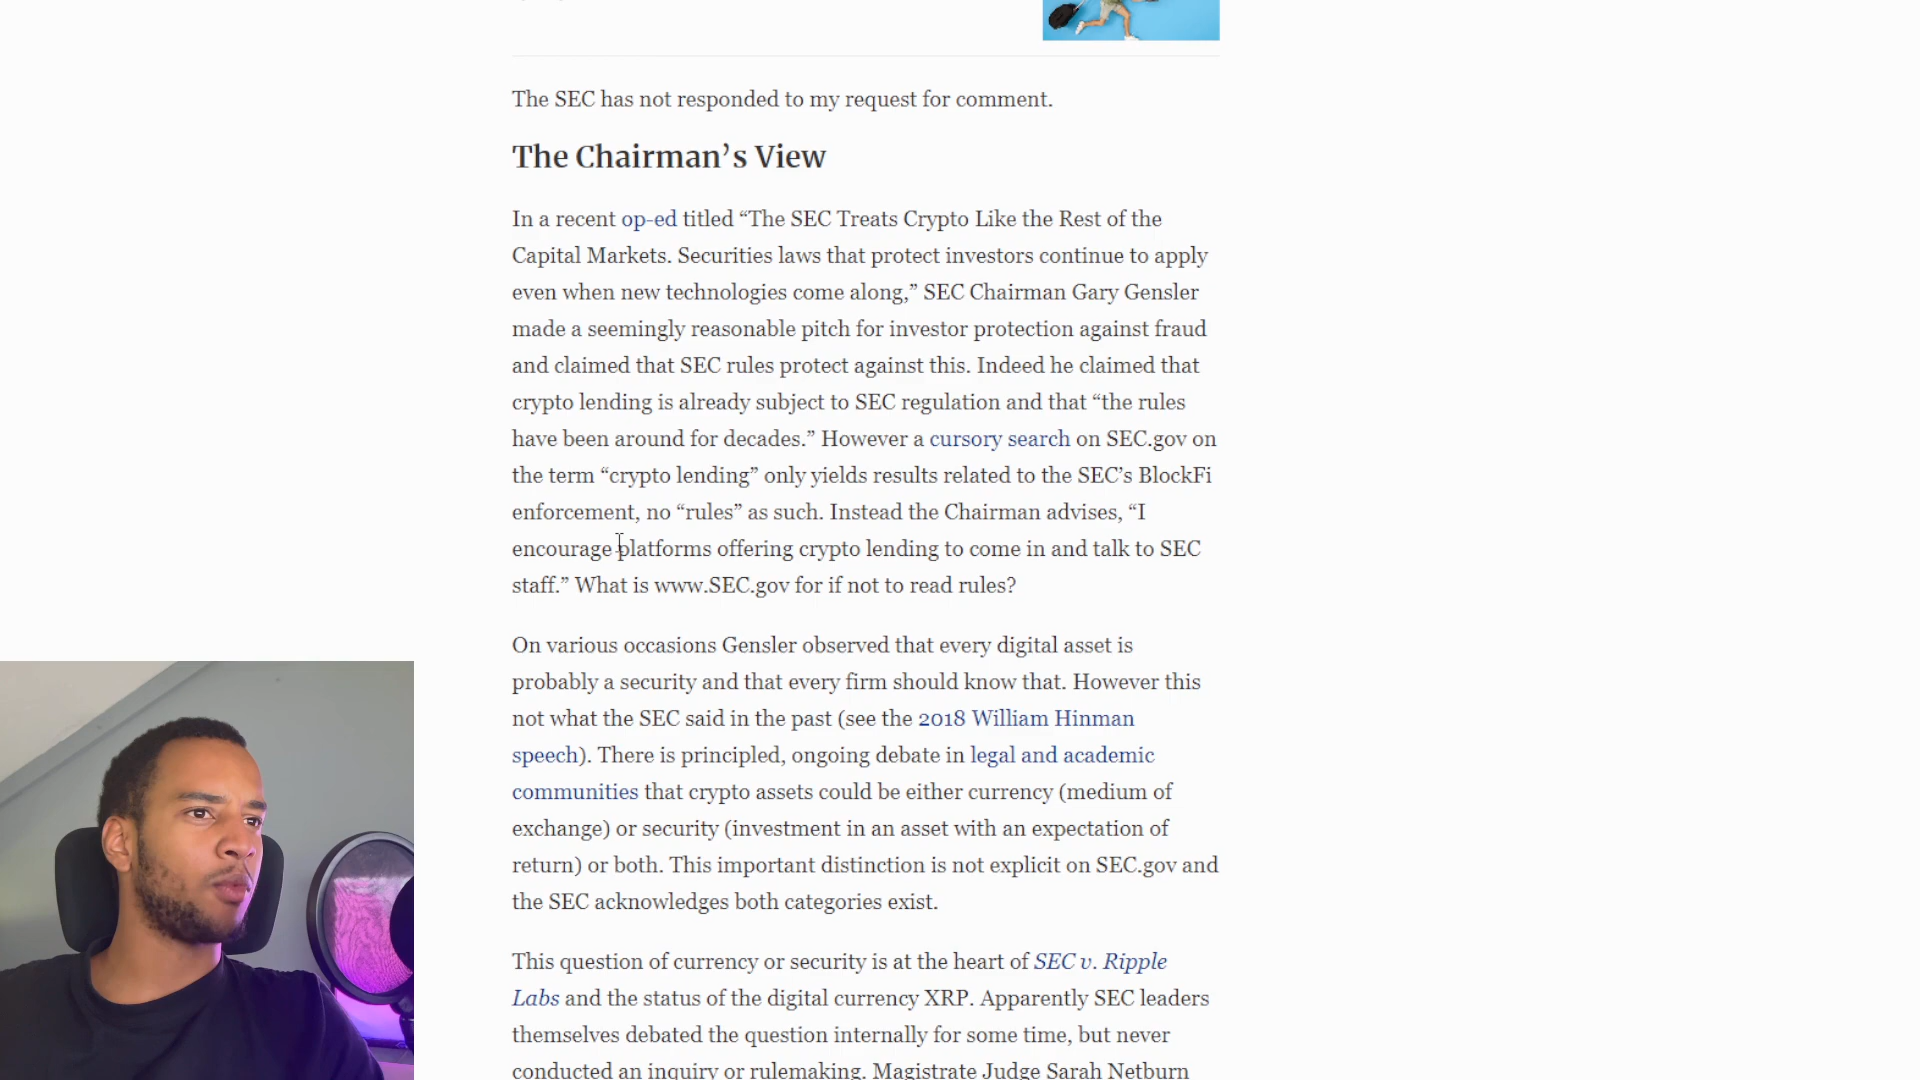 The SEC has not responded to my request for comment.
The Chairman’s View
In a recent op-ed titled “The SEC Treats Crypto Like the Rest of the
Capital Markets. Securities laws that protect investors continue to apply
even when new technologies come along,” SEC Chairman Gary Gensler
made a seemingly reasonable pitch for investor protection against fraud
and claimed that SEC rules protect against this. Indeed he claimed that
crypto lending is already subject to SEC regulation and that “the rules
have been around for decades.” However a cursory search on SEC.gov on
the term “crypto lending” only yields results related to the SEC’s BlockFi
enforcement, no “rules” as such. Instead the Chairman advises, “I
encourage platforms offering crypto lending to come in and talk to SEC
staff.” What is www.SEC.gov for if not to read rules?
On various occasions Gensler observed that every digital asset is
probably a security and that every firm should know that. However this
not what the SEC said in the past (see the 2018 William Hinman
speech). There is principled, ongoing debate in legal and academic
communities that crypto assets could be either currency (medium of
exchange) or security (investment in an asset with an expectation of
return) or both. This important distinction is not explicit on SEC.gov and
the SEC acknowledges both categories exist.
This question of currency or security is at the heart of SEC v. Ripple
Labs and the status of the digital currency XRP. Apparently SEC leaders
themselves debated the question internally for some time, but never
conducted an inquiry or rulemaking. Magistrate Judge Sarah Netburn